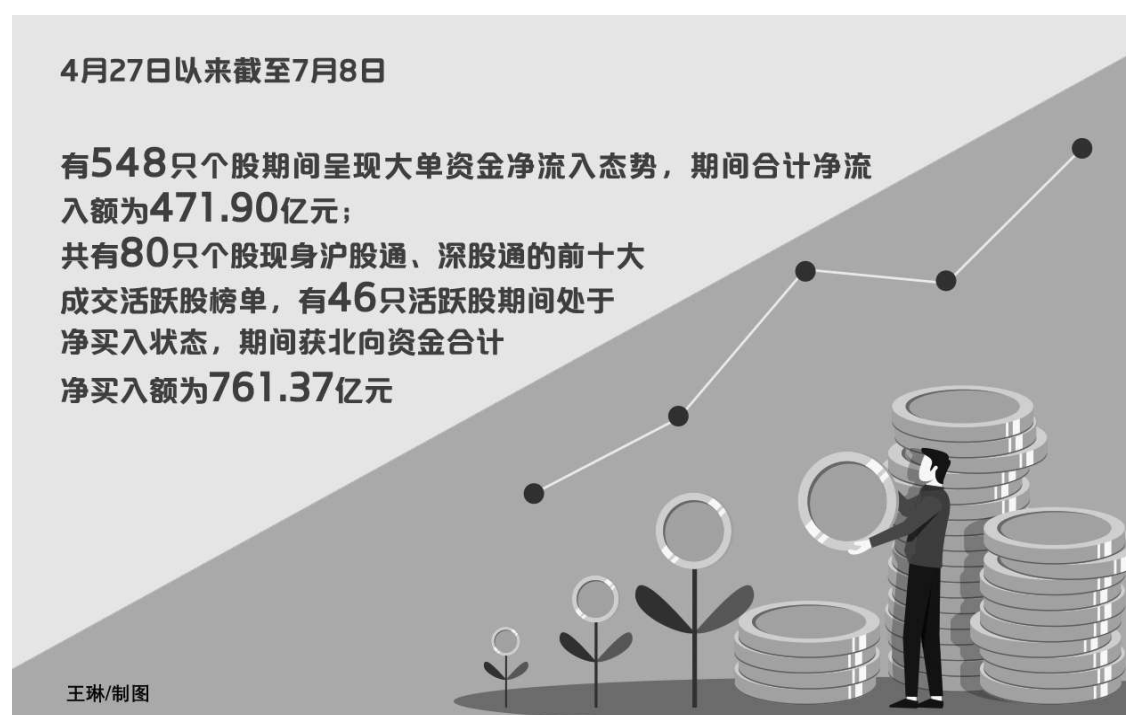 4月27日以来截至7月8日
有548只个股期间呈现大单资金净流入态势，期间合计净流
入额为471.90亿元；
共有80只个股现身沪股通、深股通的前十大
成交活跃股榜单，有46只活跃股期间处于
净买入状态，期间获北向资金合计
净买入额为761.37亿元
王琳/制图